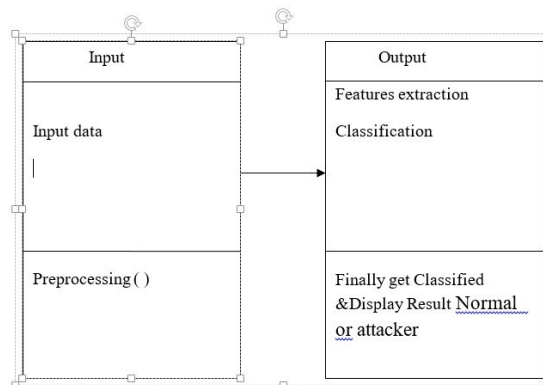 Input
Input data
Preprocessing ( )
Output
Features extraction
Classification
Finally get Classified
&Display Result Normal
or attacker